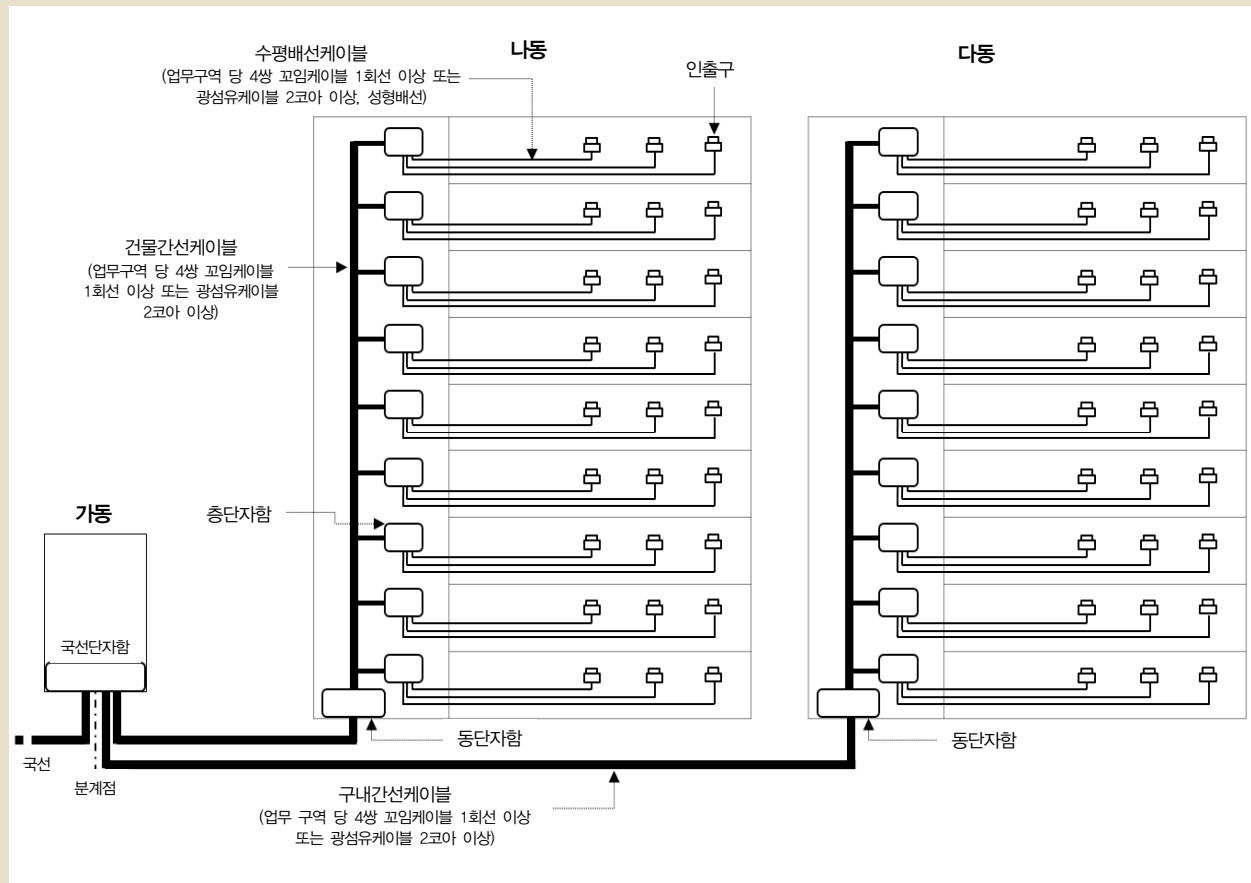 수평배선케이블
(업무구역 당 4쌍 꼬임케이블 1회선 이상 또는
광섬유케이블 2코아 이상, 성형배선)
나동
인출구
다동
건물간선케이블
(업무구역 당 4쌍 꼬임케이블
1회선 이상 또는 광섬유케이블
2코아 이상)
층단자함
가동
국선단자함
국선
분계점
동단자함
동단자함
구내간선케이블
(업무 구역 당 4쌍 꼬임케이블 1회선 이상
또는 광섬유케이블 2코아 이상)